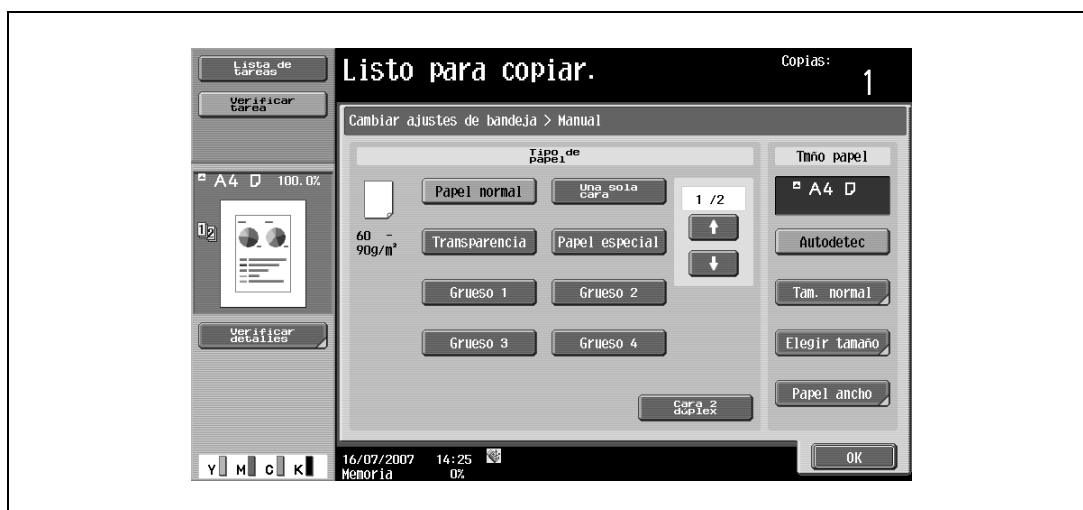 Lista de
tareas
Verificar
tarea
A4 100.0%
1 2
Verificar
detalles
Y M C K
Listo para copiar.
Copias:
1
Cambiar ajustes de bandeja > Manual
Tipo de
papel
60 -
90g/m²
Papel normal
Una sola
cara
Transparencia
Papel especial
Grueso 1
Grueso 2
Grueso 3
Grueso 4
1 /2
Cara 2
dúplex
Tmño papel
A4
Autodetec
Tam. normal
Elegir tamaño
Papel ancho
16/07/2007 14:25
Memoria 0%
OK